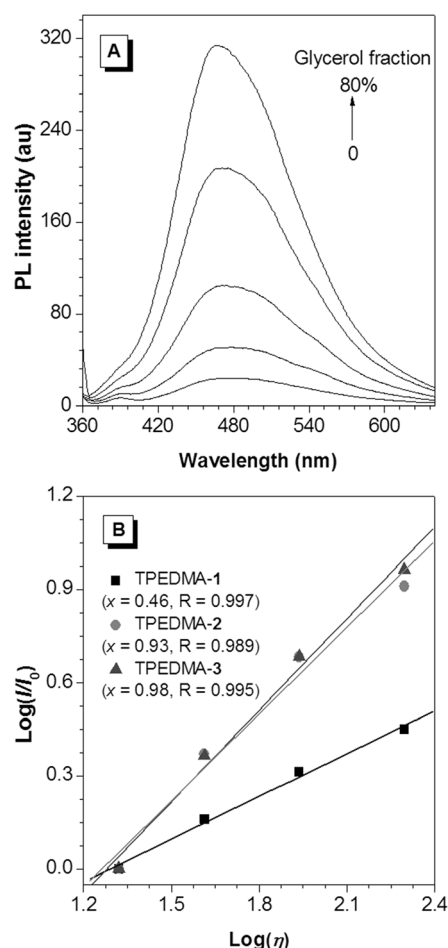 A
Glycerol fraction
80%
0
320
240
160
80
0
PL intensity (au)
360 420 480 540 600
Wavelength (nm)
B
TPEDMA-1
(x = 0.46, R = 0.997)
TPEDMA-2
(x = 0.93, R = 0.989)
TPEDMA-3
(x = 0.98, R = 0.995)
1.2
0.9
0.6
0.3
0.0
Log(I/I₀)
1.2 1.5 1.8 2.1 2.4
Log(η)